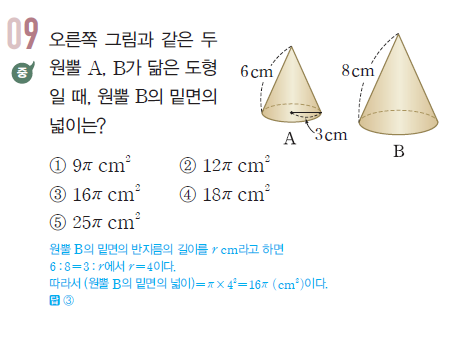 09
중
오른쪽 그림과 같은 두
원뿔 A, B가 닮은 도형
일 때, 원뿔 B의 밑면의
넓이는?
6cm
8cm
3cm
A
B
① 9π cm² ② 12π cm²
③ 16π cm² ④ 18π cm²
⑤ 25π cm²
원뿔 B의 밑면의 반지름의 길이를 r cm라고 하면
6 : 8=3 : r에서 r=4이다.
따라서 (원뿔 B의 밑면의 넓이)=π×4²=16π (cm²)이다.
답 ③